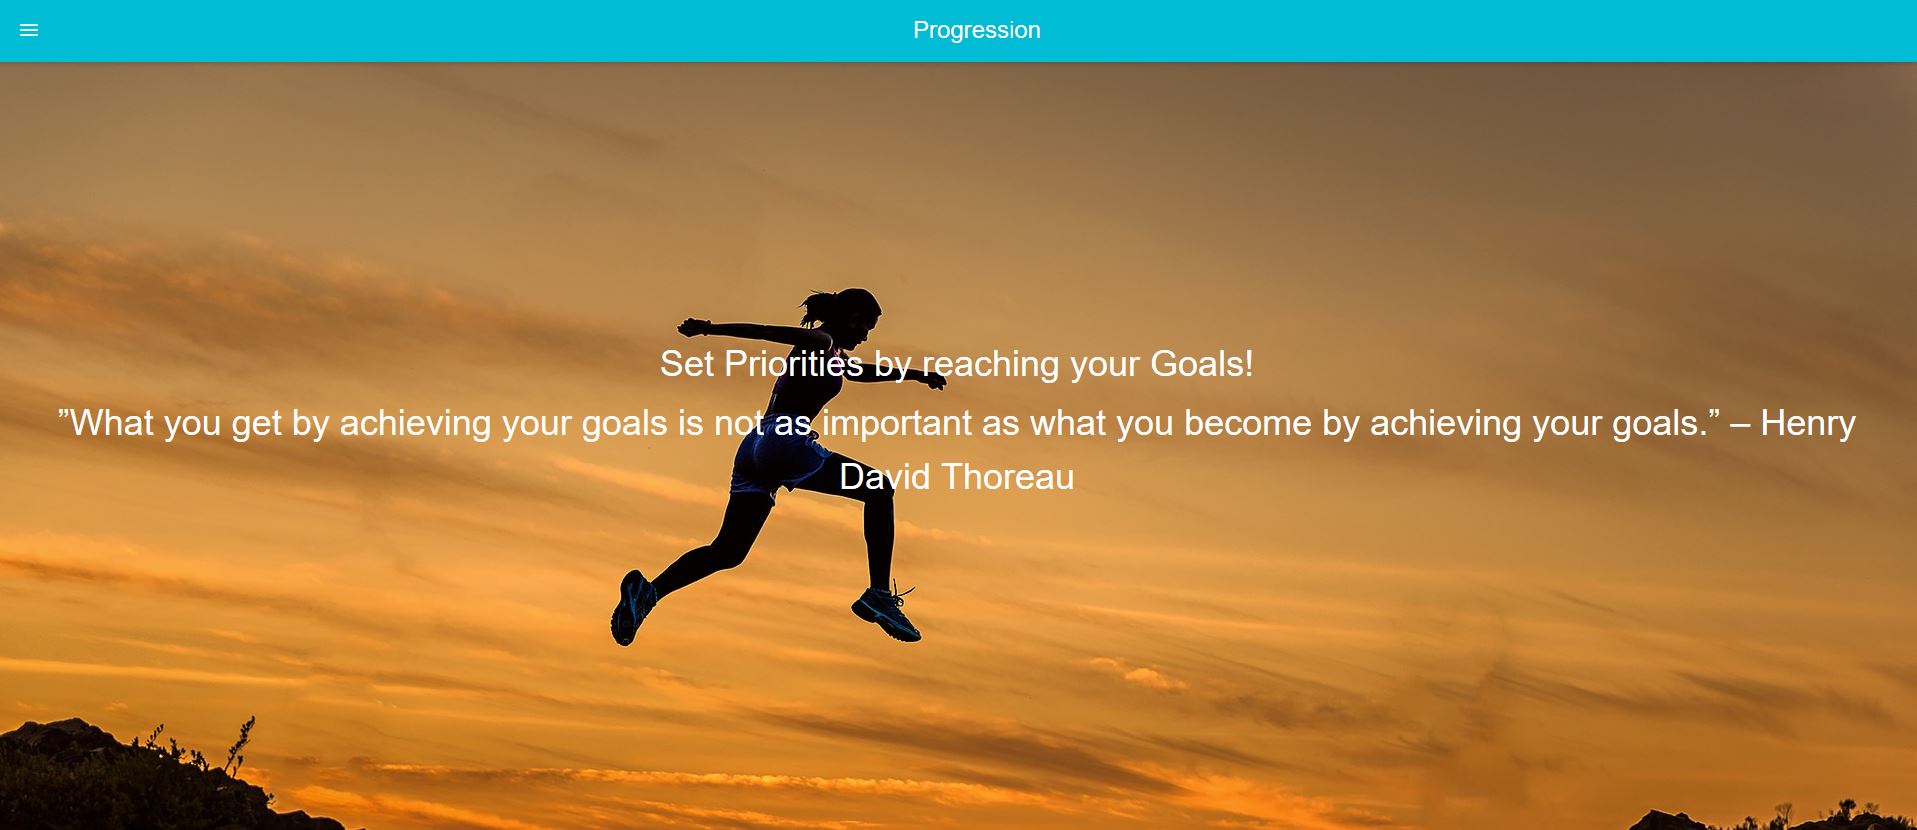 Progression
Set Priorities by reaching your Goals!
”What you get by achieving your goals is not as important as what you become by achieving your goals.” – Henry
David Thoreau